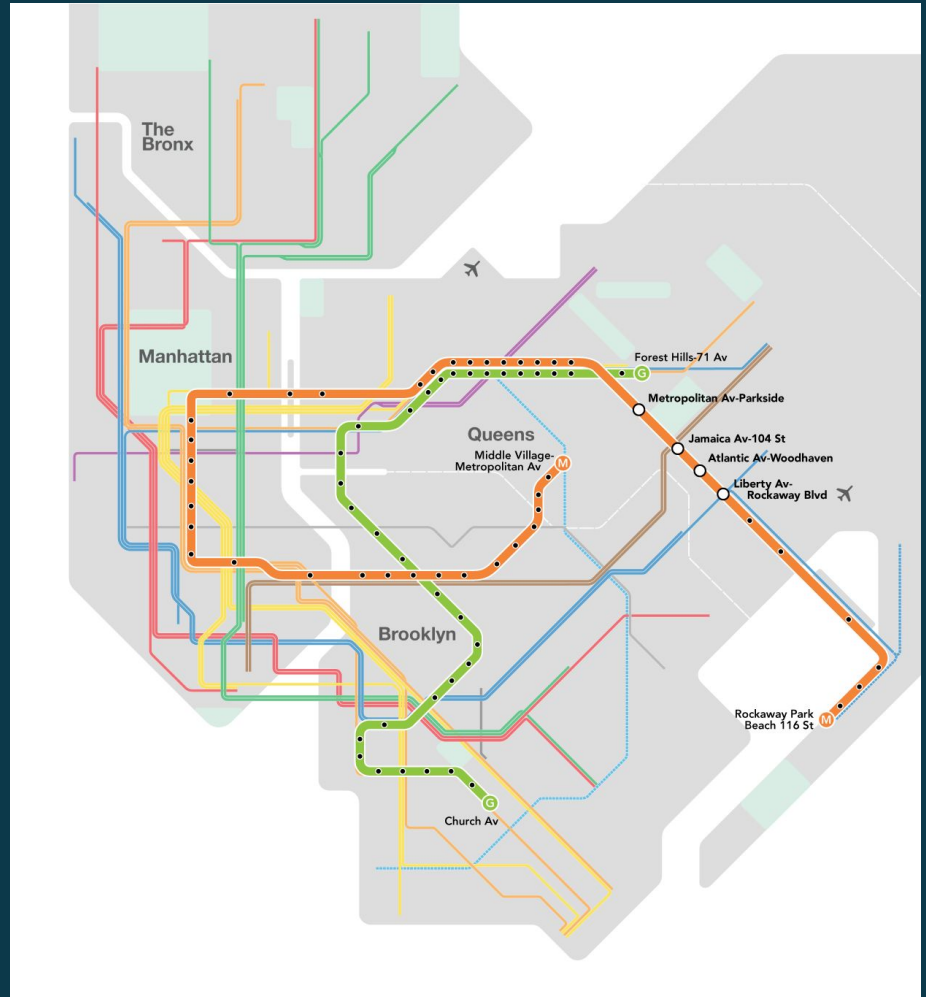 The
Bronx
Manhattan
Forest Hills-71 Av
G
Metropolitan Av-Parkside
Queens
Jamaica Av-104 St
Middle Village-
Metropolitan Av
M
Atlantic Av-Woodhaven
Liberty Av-
Rockaway Blvd
Brooklyn
Rockaway Park
Beach 116 St
M
G
Church Av